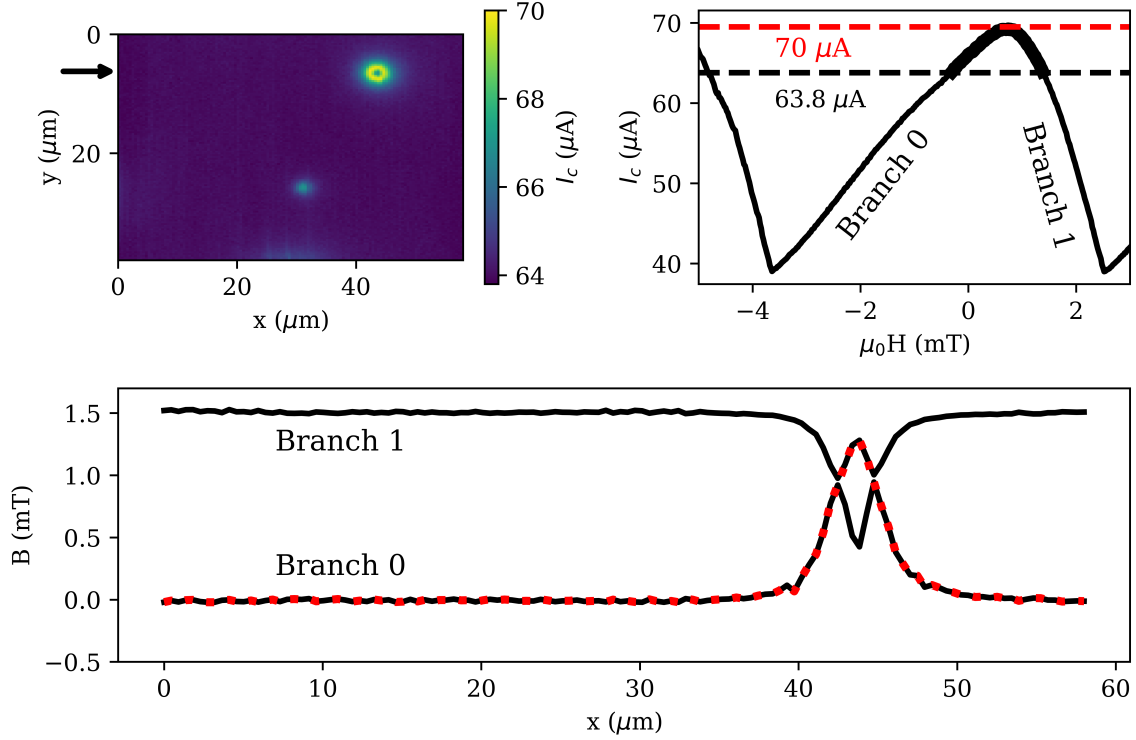 0
20
y (μm)
0
20
40
x (μm)
70
68
66
64
I_c (μA)
70
60
50
40
I_c (μA)
70 μA
63.8 μA
Branch 0
Branch 1
−4
−2
0
2
μ₀H (mT)
1.5
1.0
0.5
0.0
−0.5
B (mT)
Branch 1
Branch 0
0
10
20
30
40
50
60
x (μm)